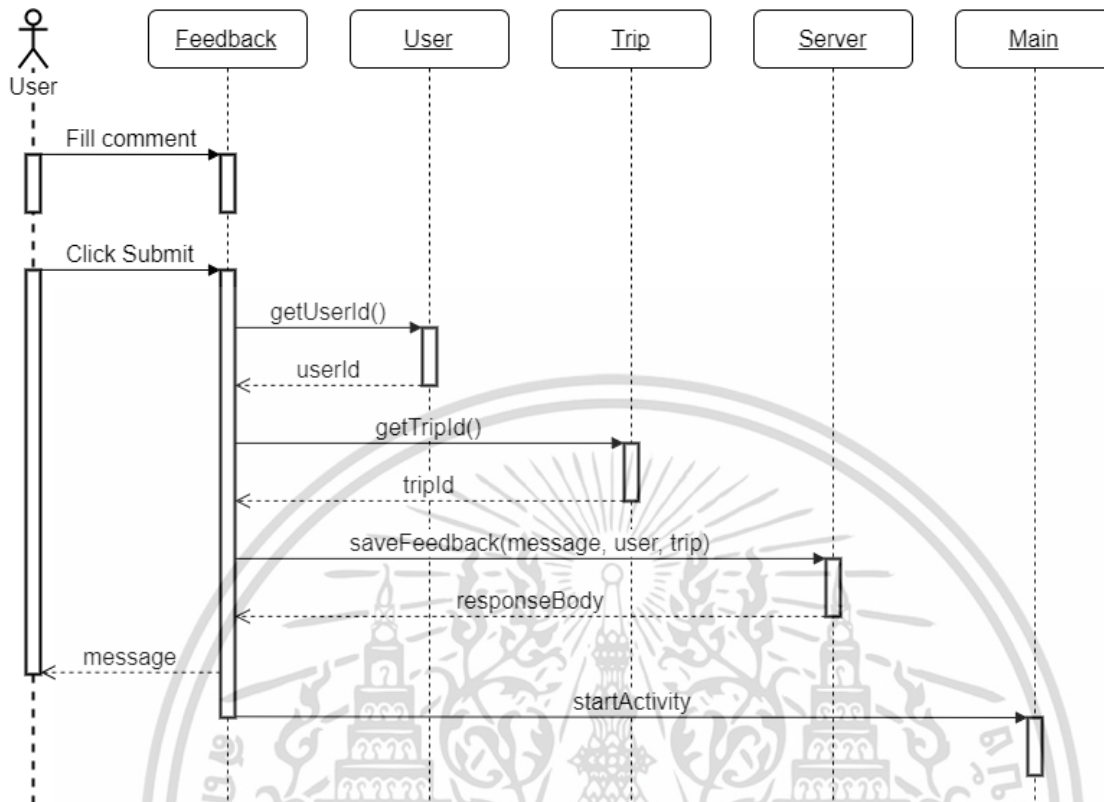 Feedback
User
Trip
Server
Main
User
Fill comment
Click Submit
getUserId()
userId
getTripId()
tripId
saveFeedback(message, user, trip)
responseBody
message
startActivity